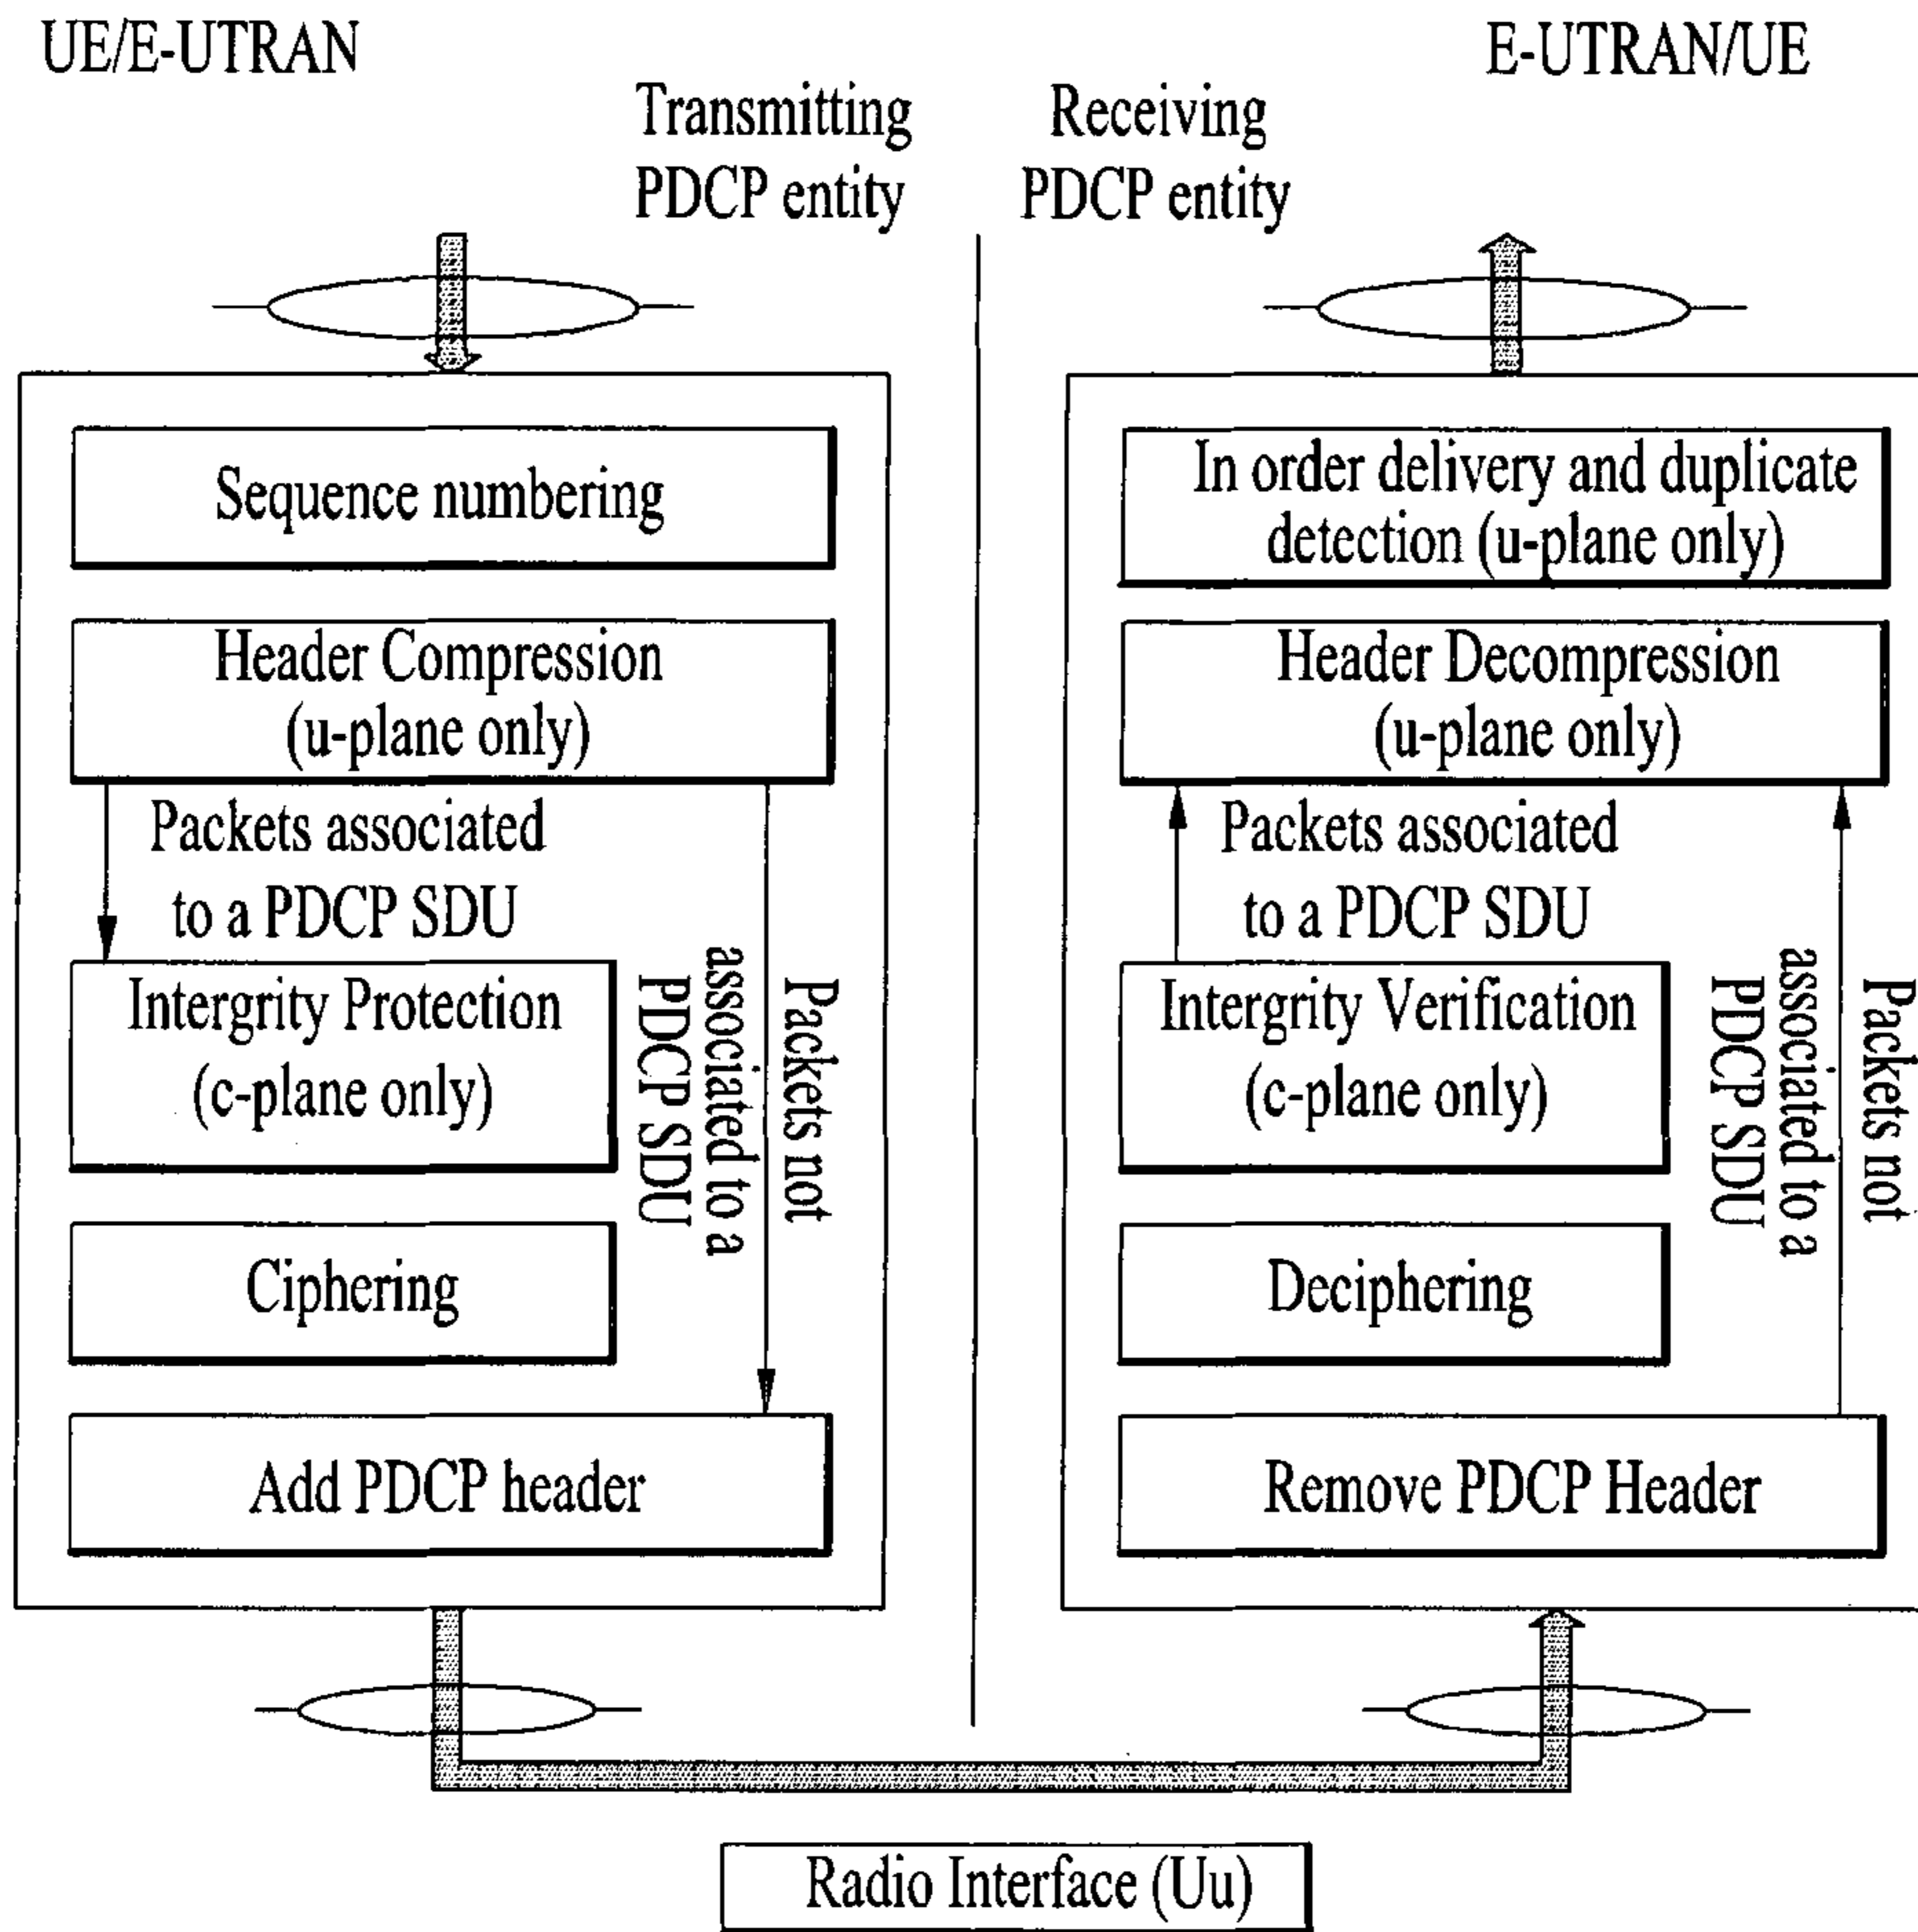 UE/E-UTRAN
E-UTRAN/UE
Transmitting
PDCP entity
Receiving
PDCP entity
Sequence numbering
Header Compression
(u-plane only)
Packets associated
to a PDCP SDU
Packets not
associated to a
PDCP SDU
Intergrity Protection
(c-plane only)
Ciphering
Add PDCP header
In order delivery and duplicate
detection (u-plane only)
Header Decompression
(u-plane only)
Packets associated
to a PDCP SDU
Packets not
associated to a
PDCP SDU
Intergrity Verification
(c-plane only)
Deciphering
Remove PDCP Header
Radio Interface (Uu)